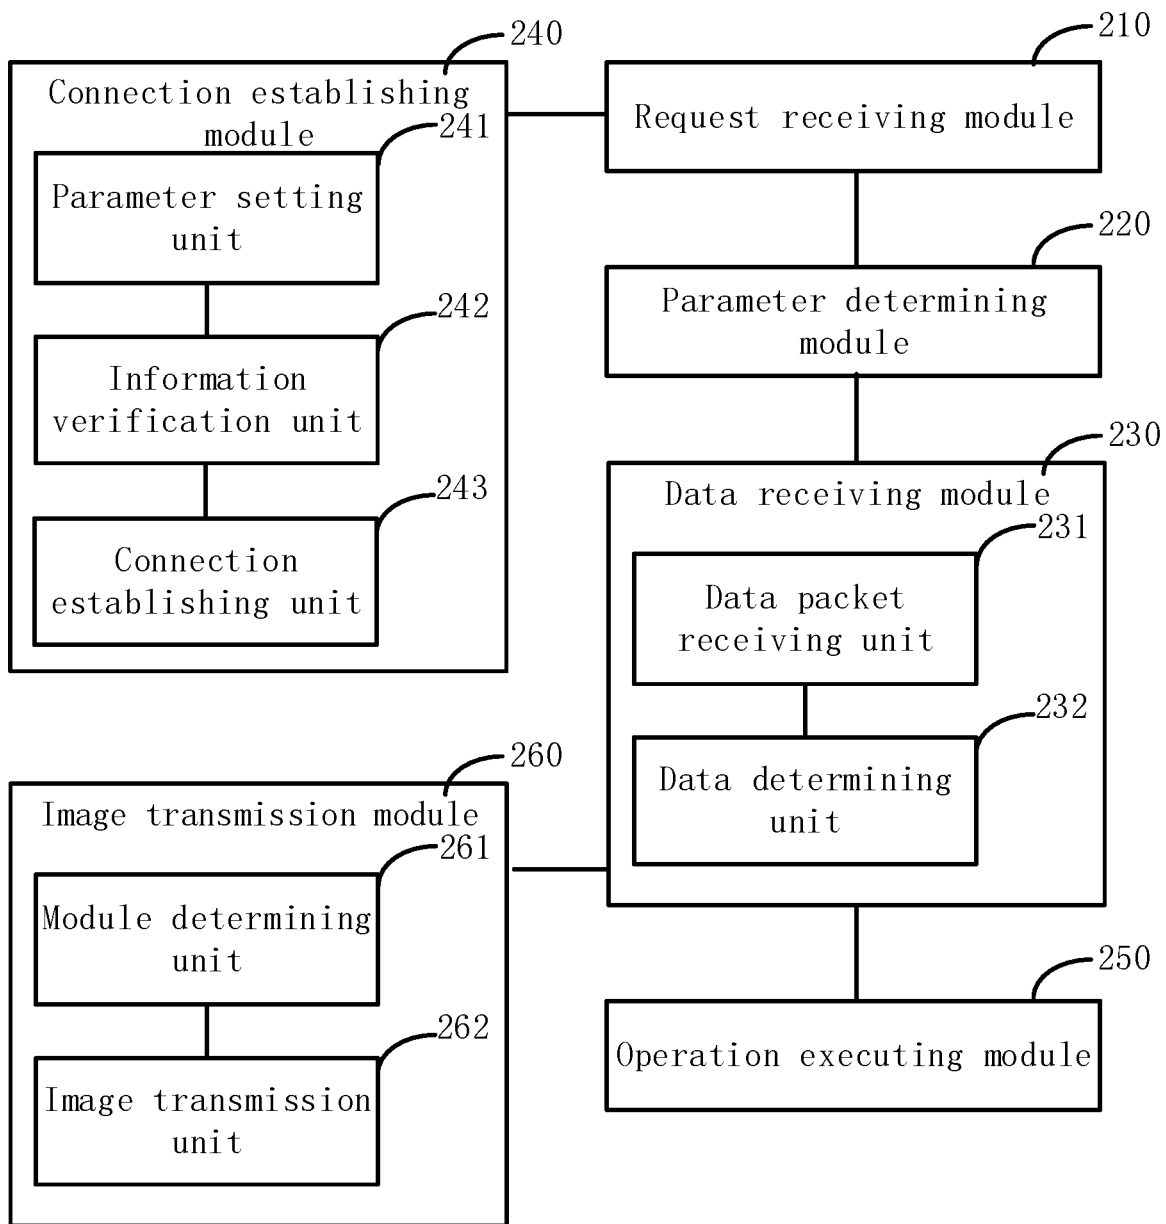 240
Connection establishing
module
241
Parameter setting
unit
242
Information
verification unit
243
Connection
establishing unit
210
Request receiving module
220
Parameter determining
module
230
Data receiving module
231
Data packet
receiving unit
232
Data determining
unit
260
Image transmission module
261
Module determining
unit
262
Image transmission
unit
250
Operation executing module